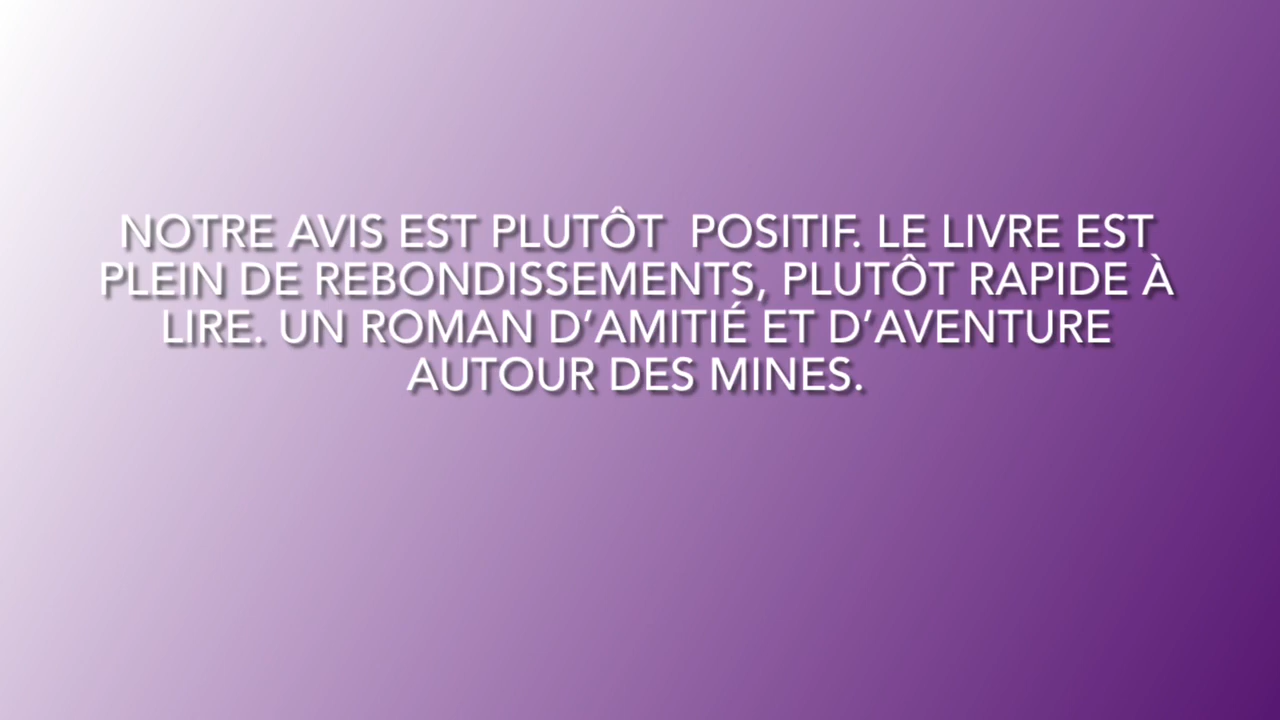 NOTRE AVIS EST PLUTÔT  POSITIF. LE LIVRE EST
PLEIN DE REBONDISSEMENTS, PLUTÔT RAPIDE À
LIRE. UN ROMAN D’AMITIÉ ET D’AVENTURE
AUTOUR DES MINES.